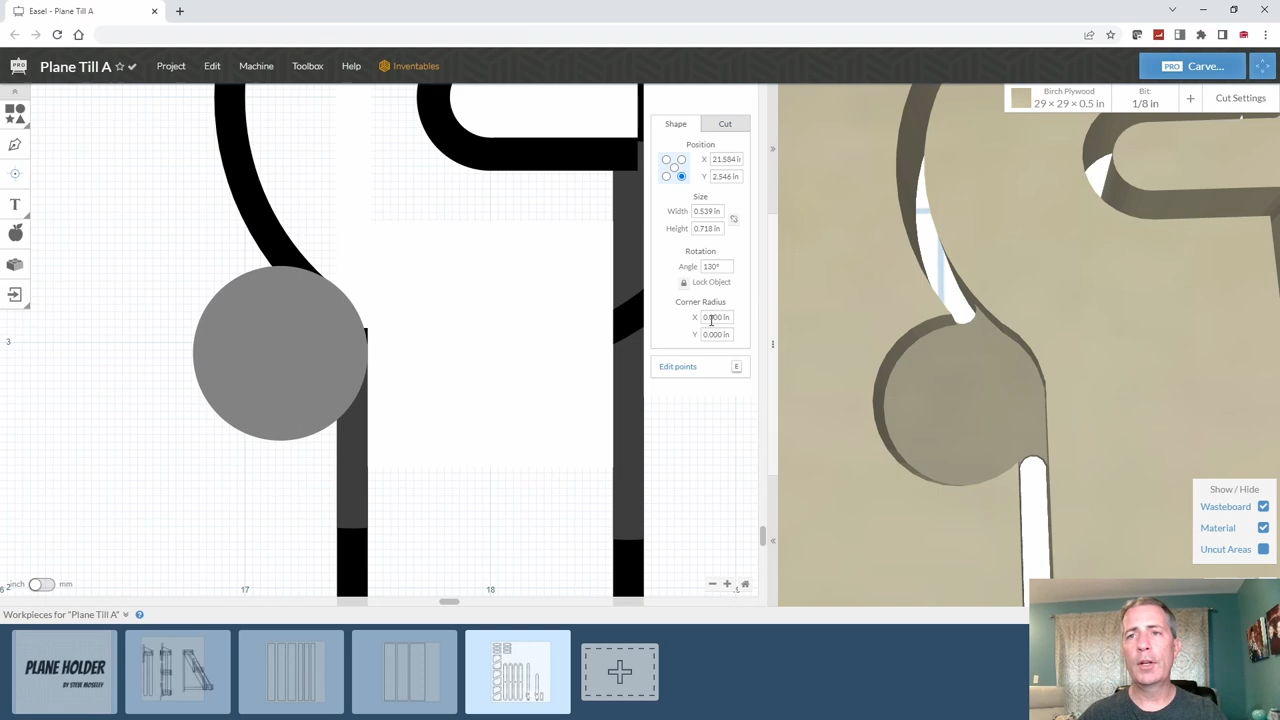 Easel - Plane Till A
PRO Plane Till A Project Edit Machine Toolbox Help Inventables
PRO Carve...
Birch Plywood
29 × 29 × 0.5 in
Bit:
1/8 in
Cut Settings
Shape Cut
Position
X 21.584 i
Y 2.546 in
Size
Width 0.539 in
Height 0.718 in
Rotation
Angle 130°
Lock Object
Corner Radius
X 0.000 in
Y 0.000 in
Edit points E
T
3
17
18
inch mm
Show / Hide
Wasteboard
Material
Uncut Areas
Workpieces for "Plane Till A"
PLANE HOLDER
BY STEVE MOSELEY